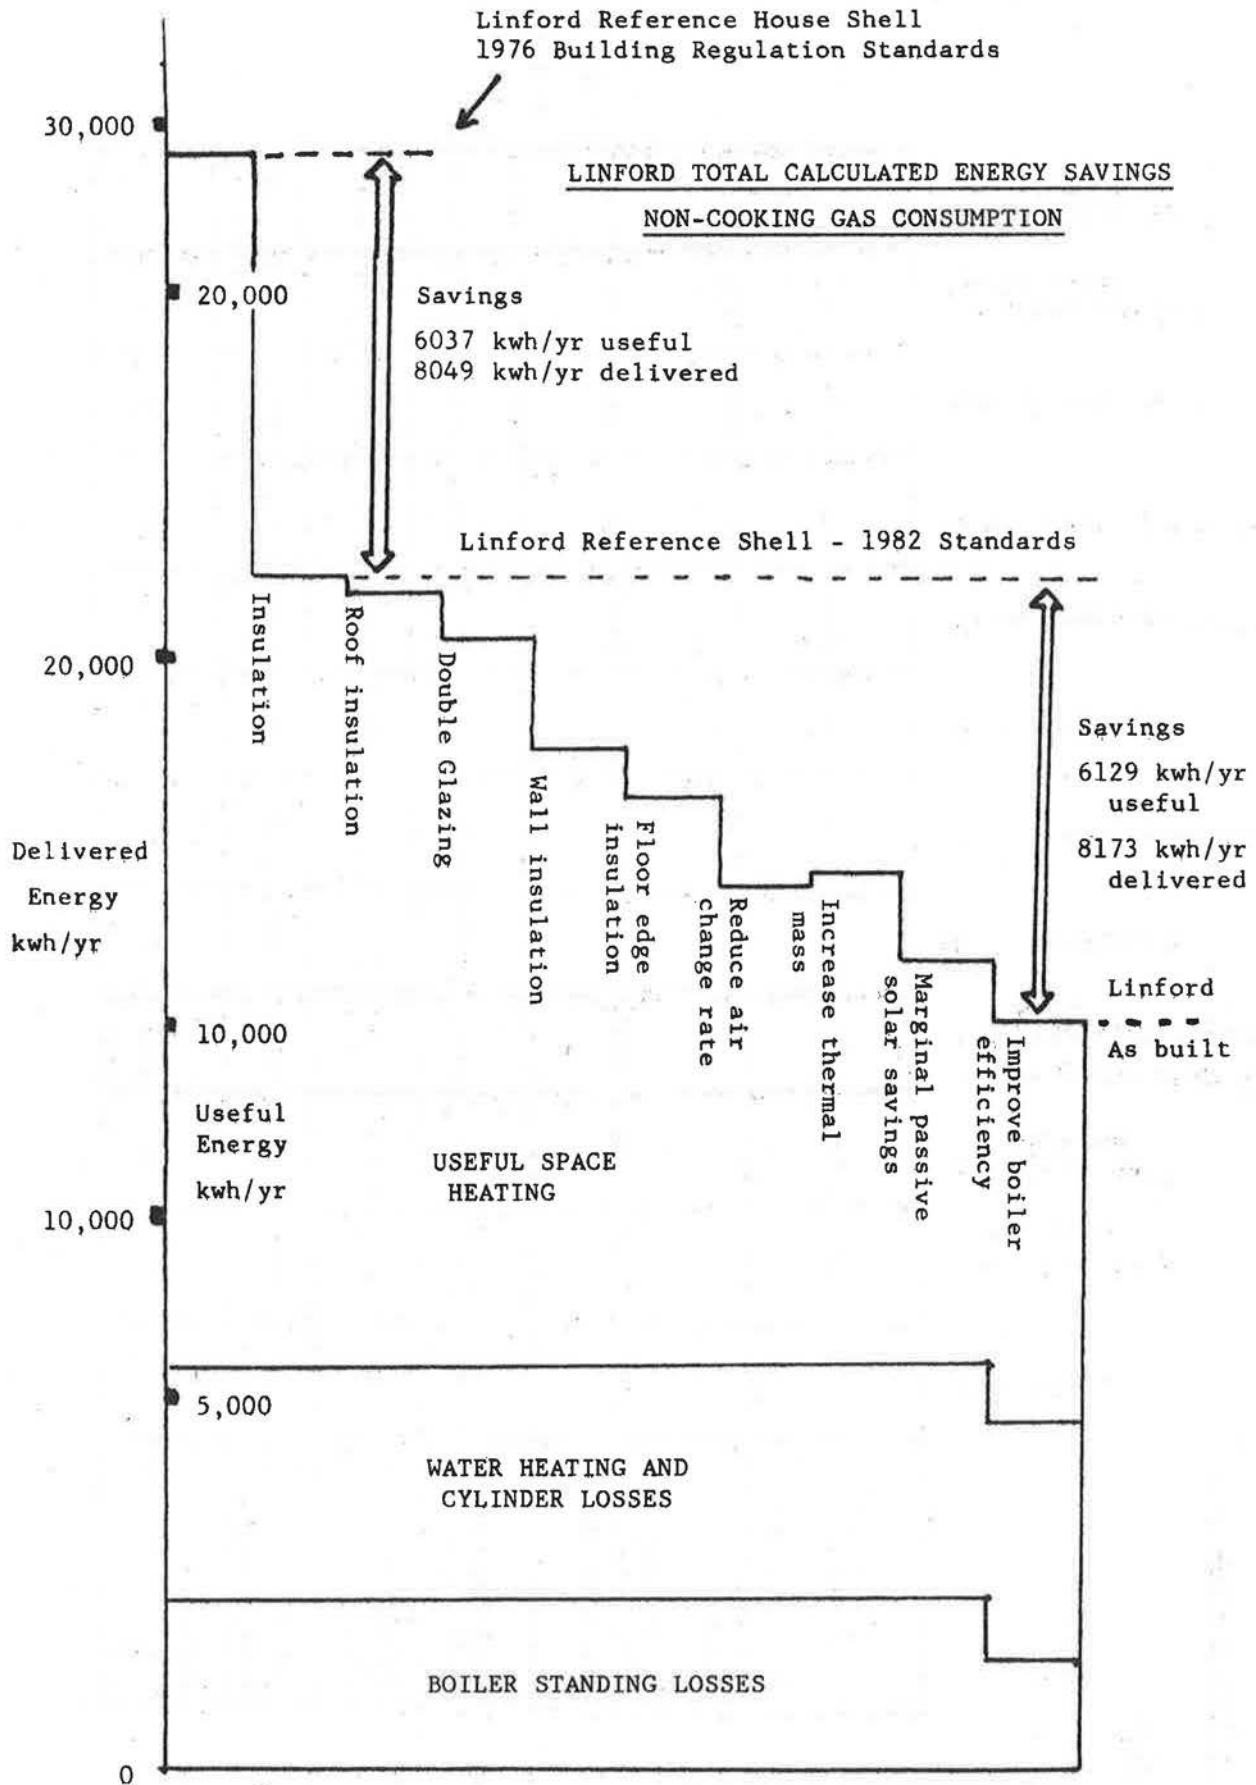 Linford Reference House Shell
1976 Building Regulation Standards
30,000
LINFORD TOTAL CALCULATED ENERGY SAVINGS
NON-COOKING GAS CONSUMPTION
20,000
Savings
6037 kwh/yr useful
8049 kwh/yr delivered
Linford Reference Shell - 1982 Standards
Insulation
Roof insulation
Double Glazing
Wall insulation
Floor edge
insulation
Reduce air
change rate
Increase thermal
mass
Marginal passive
solar savings
Improve boiler
efficiency
20,000
Savings
6129 kwh/yr
useful
8173 kwh/yr
delivered
Delivered
Energy
kwh/yr
Linford
As built
10,000
Useful
Energy
kwh/yr
USEFUL SPACE
HEATING
10,000
5,000
WATER HEATING AND
CYLINDER LOSSES
BOILER STANDING LOSSES
0